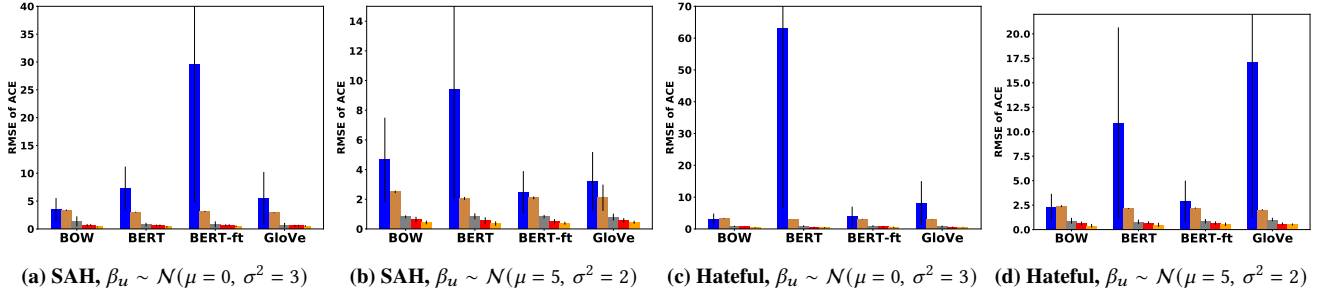 RMSE of ACE
40
35
30
25
20
15
10
5
0
BOW BERT BERT-ft GloVe
(a) SAH, βu ∼ N(μ = 0, σ² = 3)
RMSE of ACE
14
12
10
8
6
4
2
0
BOW BERT BERT-ft GloVe
(b) SAH, βu ∼ N(μ = 5, σ² = 2)
RMSE of ACE
70
60
50
40
30
20
10
0
BOW BERT BERT-ft GloVe
(c) Hateful, βu ∼ N(μ = 0, σ² = 3)
RMSE of ACE
20.0
17.5
15.0
12.5
10.0
7.5
5.0
2.5
0.0
BOW BERT BERT-ft GloVe
(d) Hateful, βu ∼ N(μ = 5, σ² = 2)